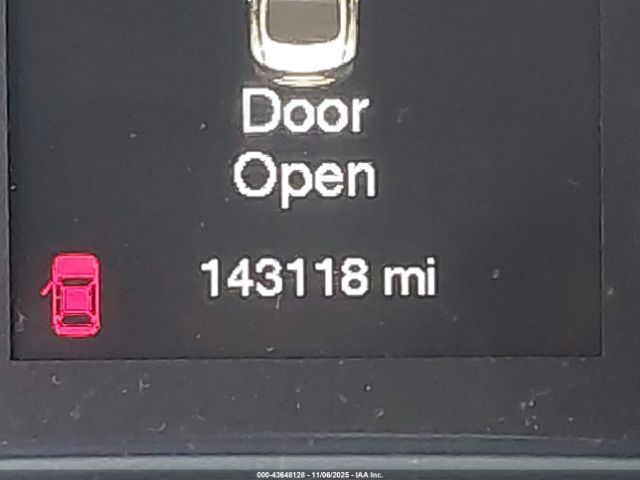 Door
Open
143118 mi
000-43648128 - 11/06/2025 - IAA Inc.